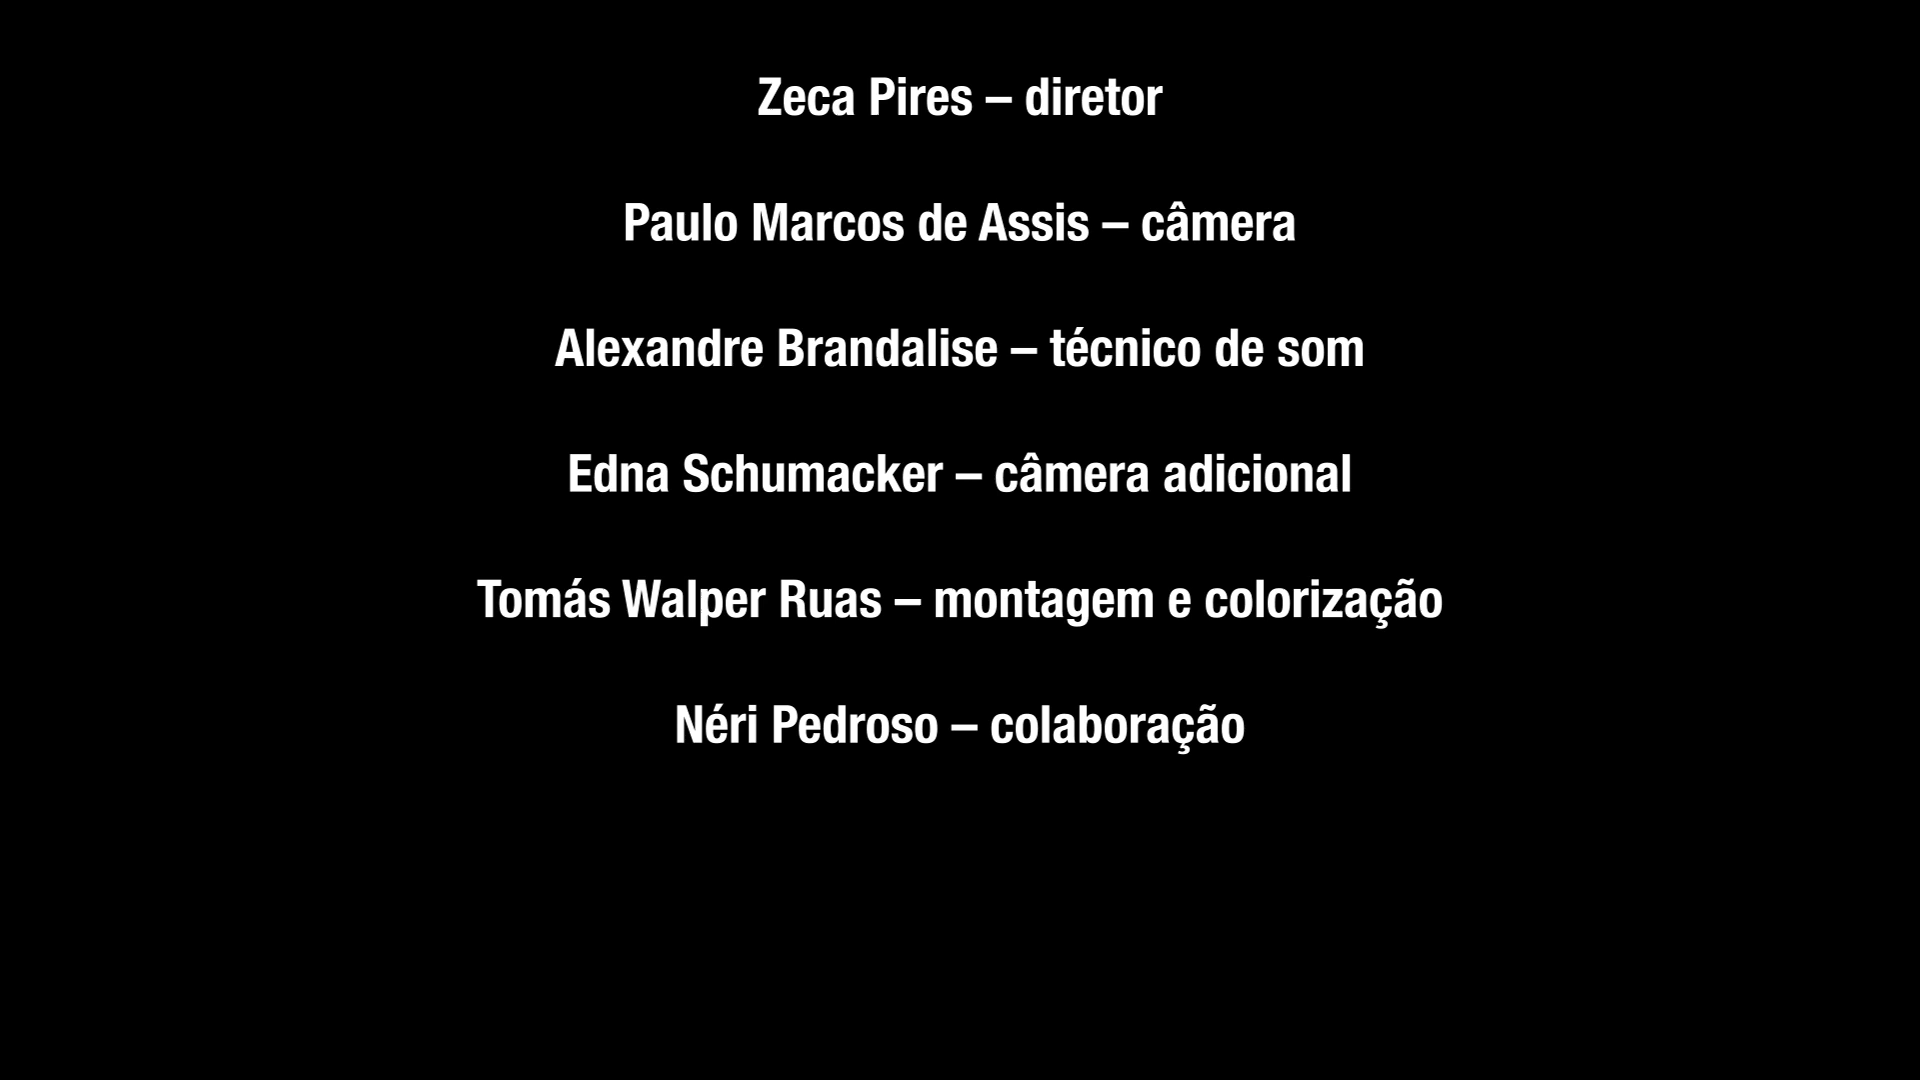 Zeca Pires – diretor
Paulo Marcos de Assis – câmera
Alexandre Brandalise – técnico de som
Edna Schumacker – câmera adicional
Tomás Walper Ruas – montagem e colorização
Néri Pedroso – colaboração